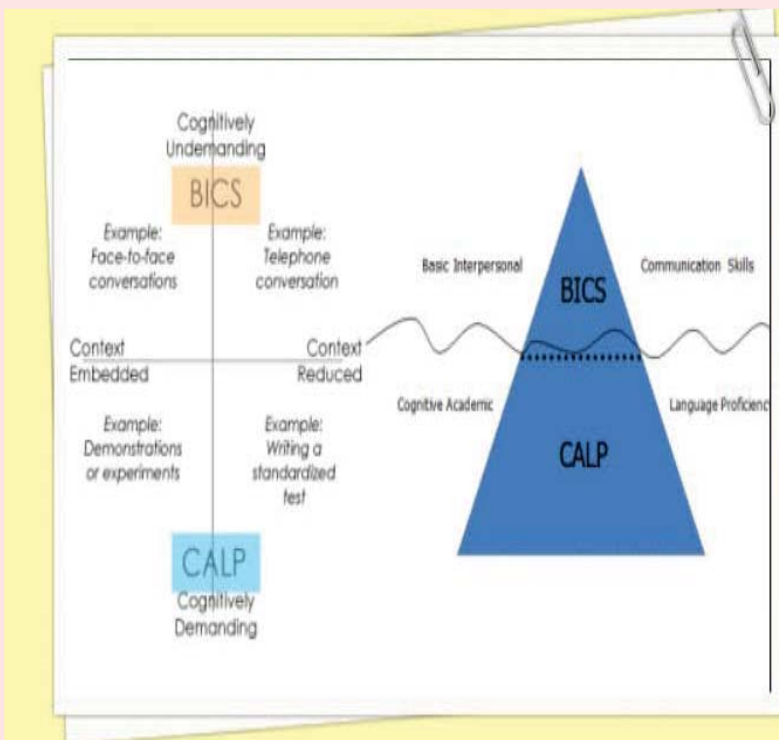 Cognitively
Undemanding
BICS
Example:
Face-to-face
conversations
Example:
Telephone
conversation
Context
Embedded
Context
Reduced
Example:
Demonstrations
or experiments
Example:
Writing a
standardized
test
CALP
Cognitively
Demanding
Basic Interpersonal
Communication Skills
BICS
Cognitive Academic
Language Proficienc
CALP